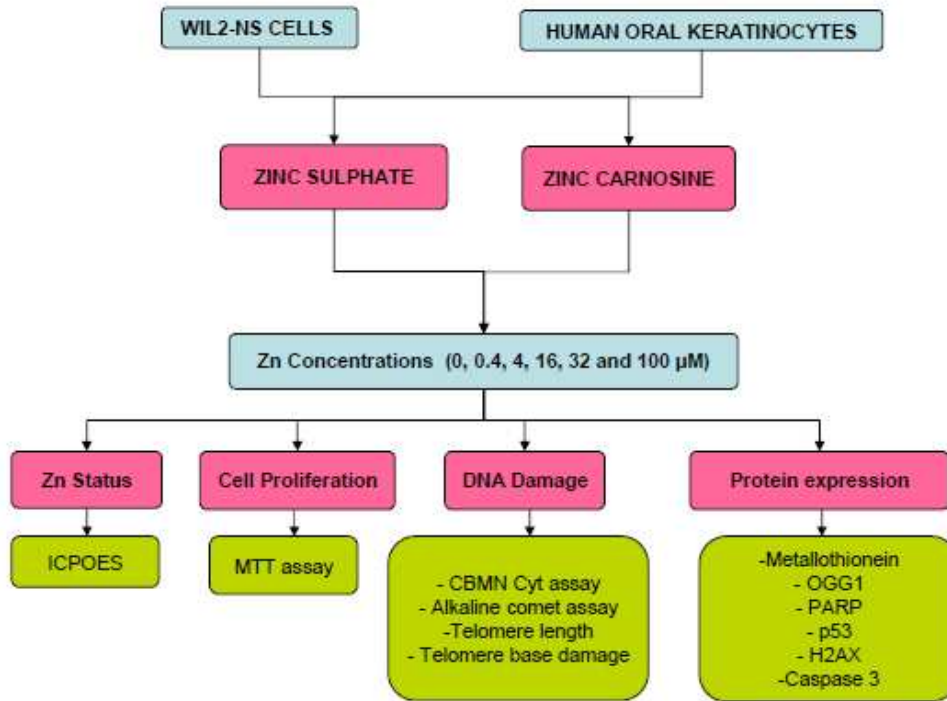 WIL2-NS CELLS
HUMAN ORAL KERATINOCYTES
ZINC SULPHATE
ZINC CARNOSINE
Zn Concentrations (0, 0.4, 4, 16, 32 and 100 µM)
Zn Status
Cell Proliferation
DNA Damage
Protein expression
ICPOES
MTT assay
- CBMN Cyt assay
- Alkaline comet assay
-Telomere length
- Telomere base damage
-Metallothionein
- OGG1
- PARP
- p53
- H2AX
-Caspase 3